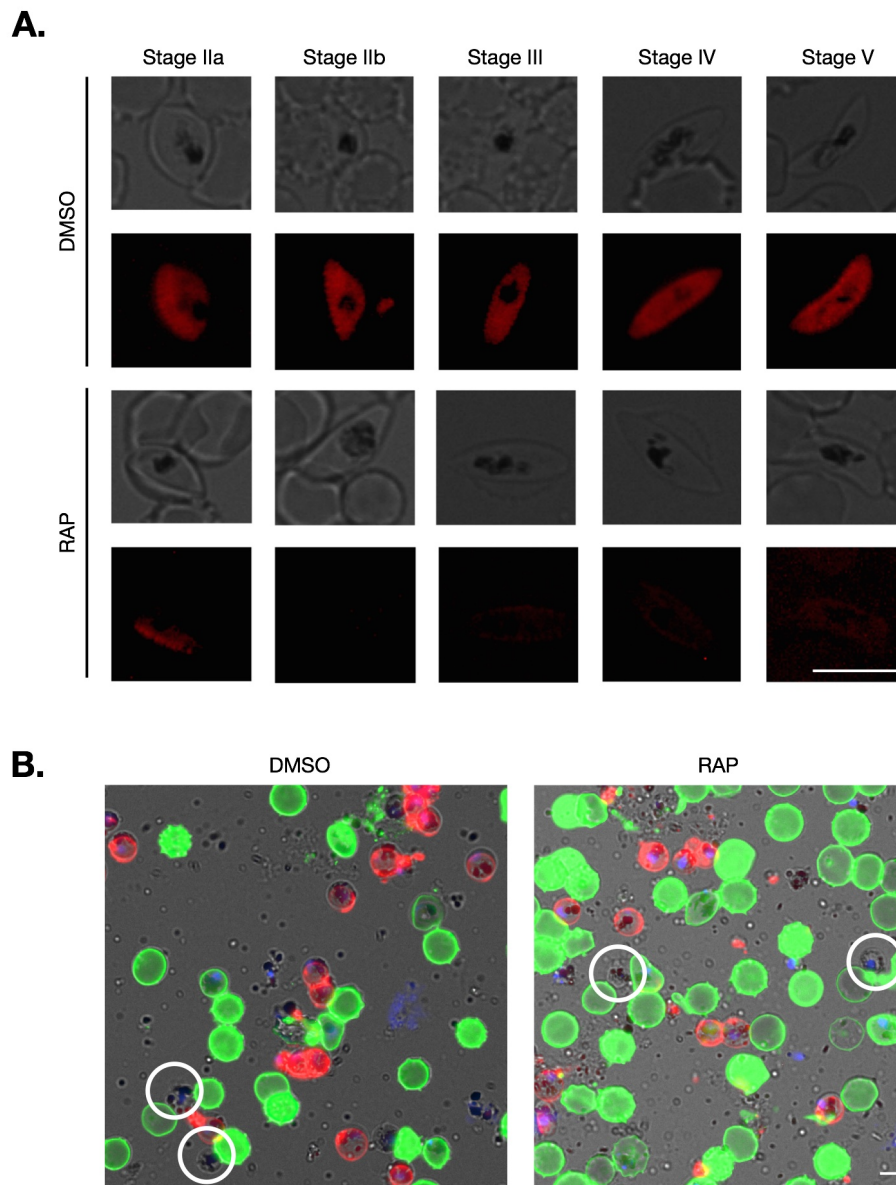 A.
Stage IIa Stage IIb Stage III Stage IV Stage V
DMSO
RAP
B.
DMSO RAP